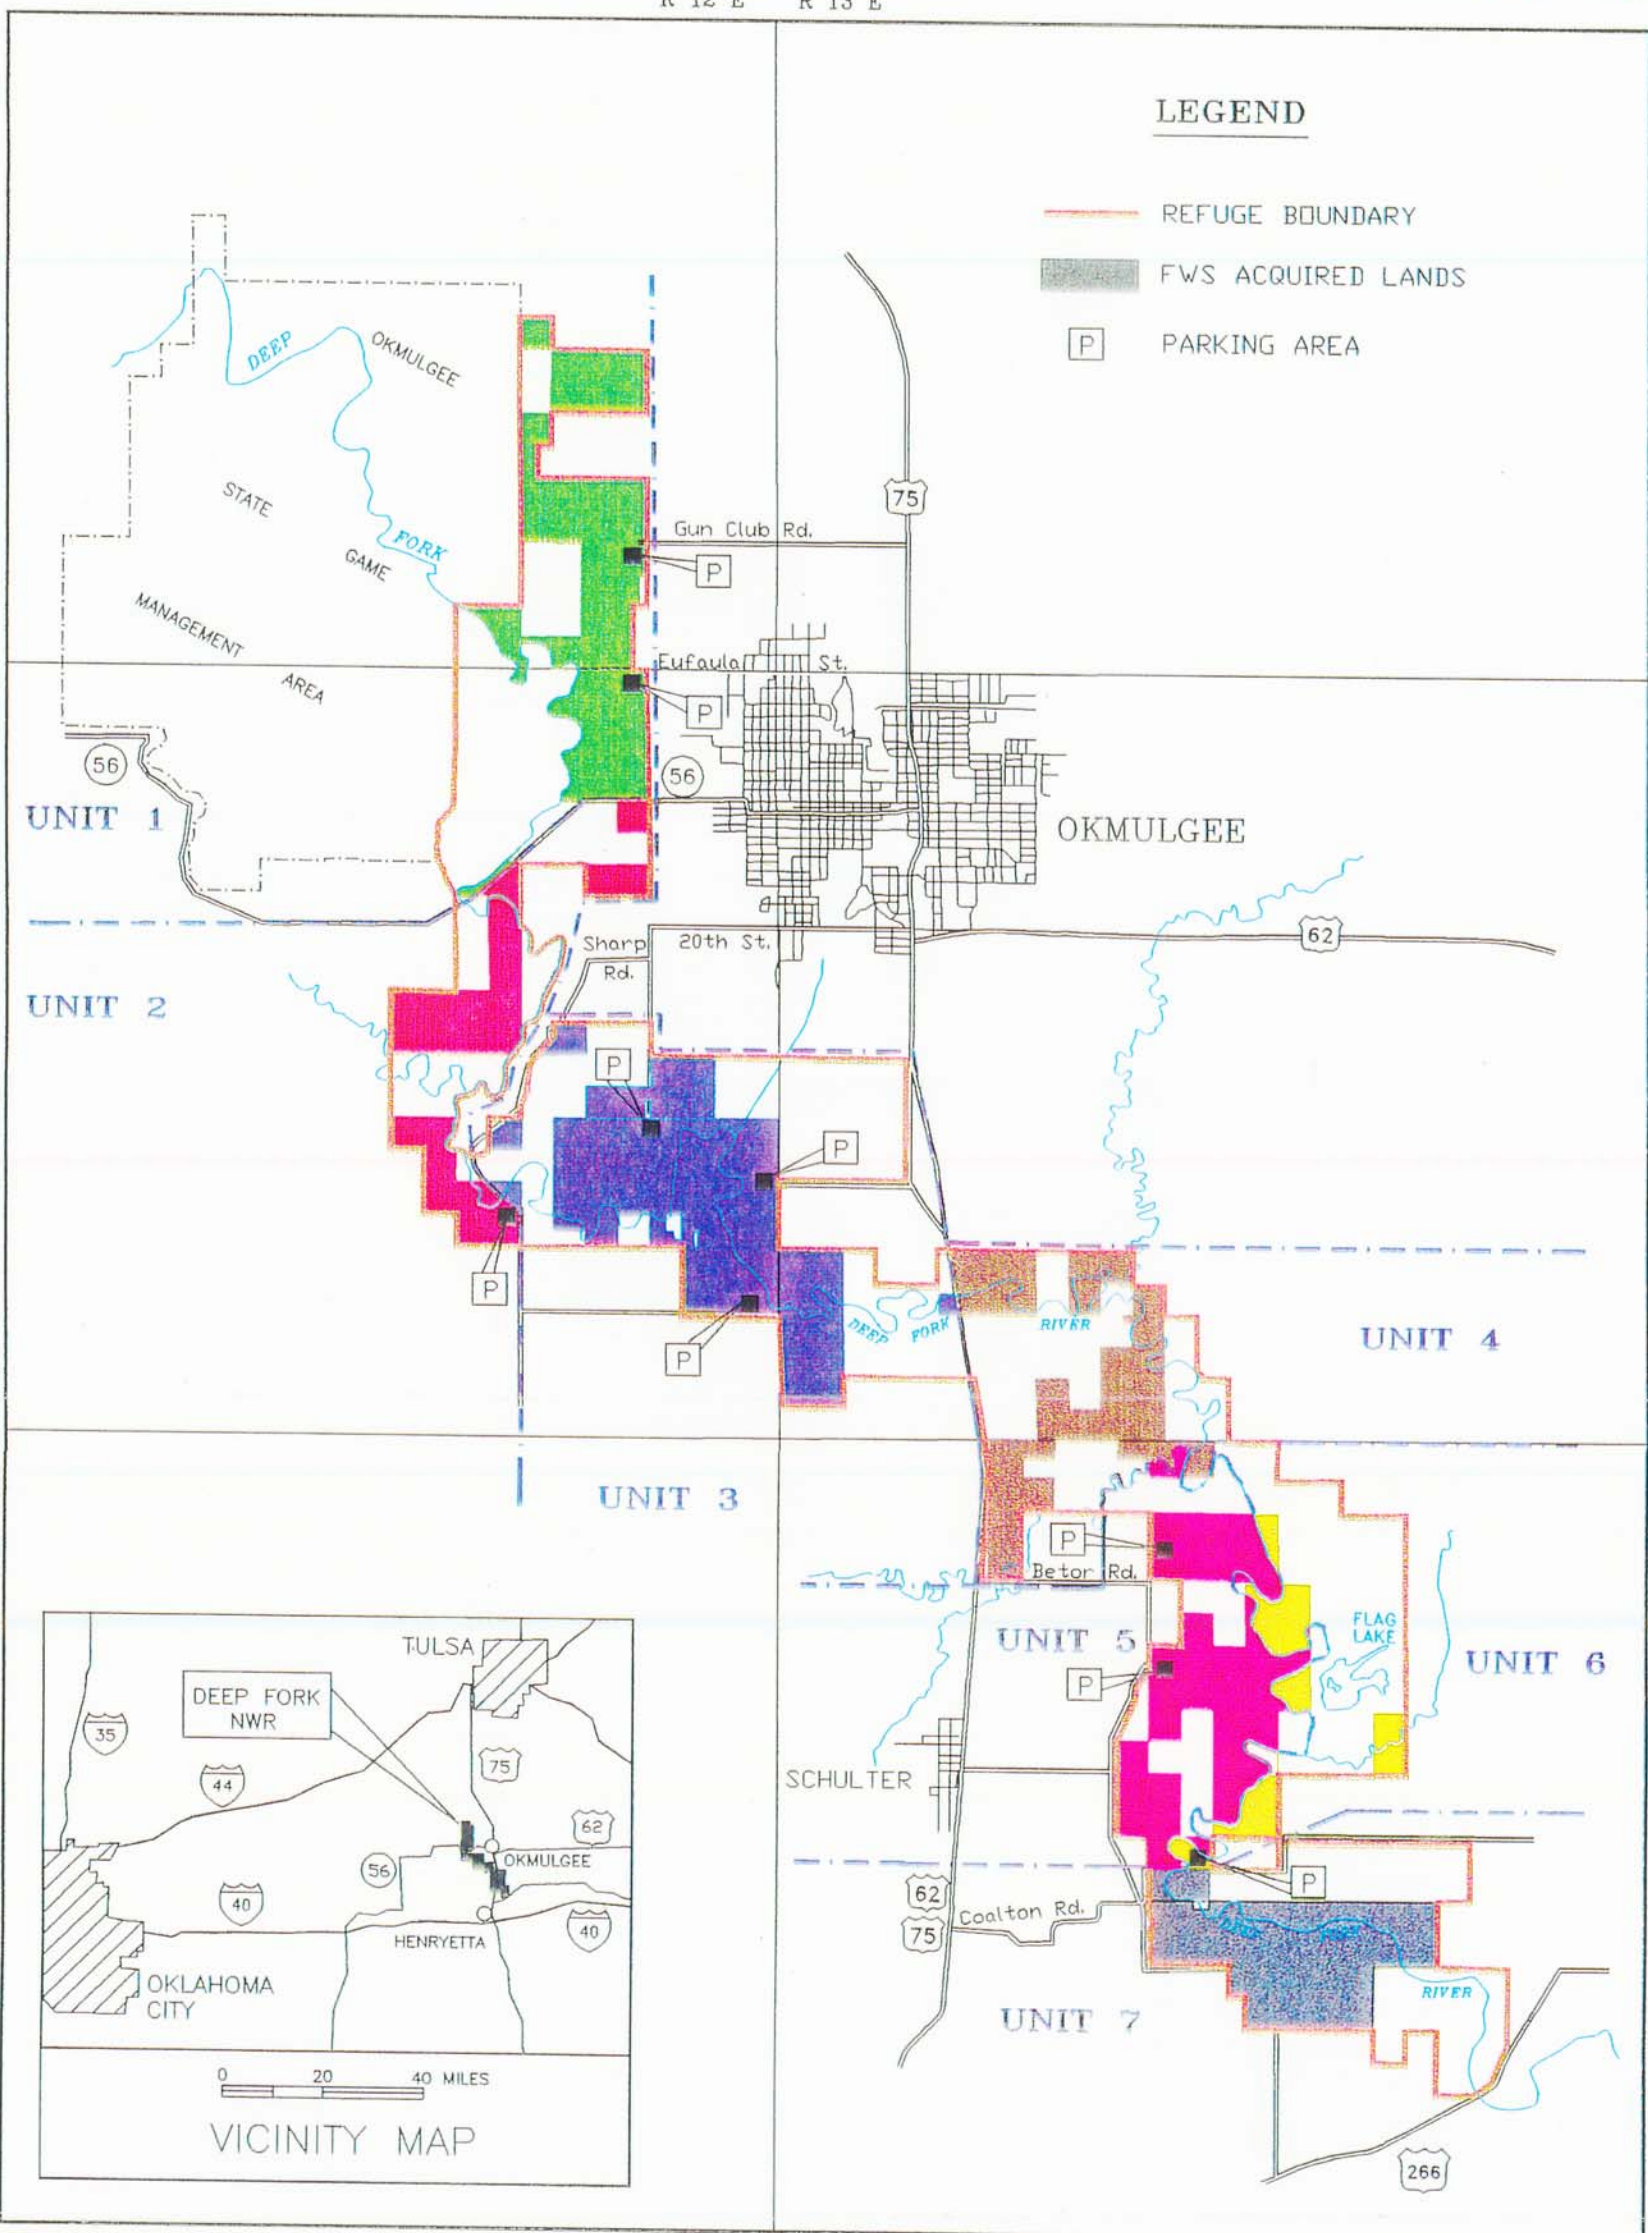 R 12 E R 13 E
LEGEND
REFUGE BOUNDARY
FWS ACQUIRED LANDS
P PARKING AREA
DEEP
OKMULGEE
STATE
FORK
GAME
MANAGEMENT
AREA
75
Gun Club Rd.
P
Eufaula St.
P
56
56
UNIT 1
OKMULGEE
Sharp
Rd.
20th St.
62
UNIT 2
P
P
P
P
DEEP FORK RIVER
UNIT 4
UNIT 3
P
Betor Rd.
UNIT 5
FLAG
LAKE
UNIT 6
P
SCHULTER
P
62
75
Coalton Rd.
RIVER
UNIT 7
266
TULSA
DEEP FORK
NWR
35
44
75
62
56
OKMULGEE
40
40
HENRYETTA
OKLAHOMA
CITY
0 20 40 MILES
VICINITY MAP